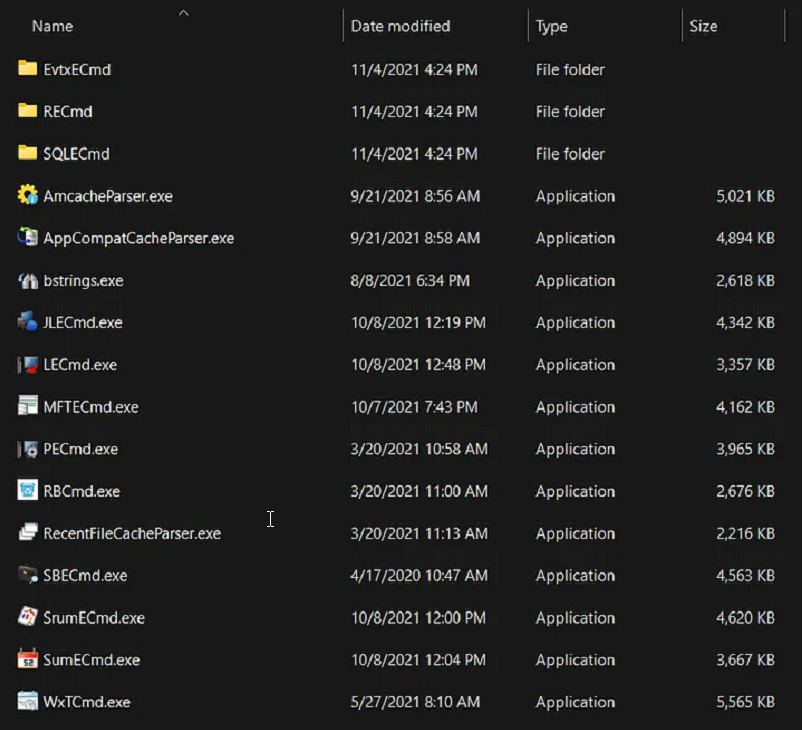 Name Date modified Type Size
EvtxECmd 11/4/2021 4:24 PM File folder
RECmd 11/4/2021 4:24 PM File folder
SQLECmd 11/4/2021 4:24 PM File folder
AmcacheParser.exe 9/21/2021 8:56 AM Application 5,021 KB
AppCompatCacheParser.exe 9/21/2021 8:58 AM Application 4,894 KB
bstrings.exe 8/8/2021 6:34 PM Application 2,618 KB
JLECmd.exe 10/8/2021 12:19 PM Application 4,342 KB
LECmd.exe 10/8/2021 12:48 PM Application 3,357 KB
MFTECmd.exe 10/7/2021 7:43 PM Application 4,162 KB
PECmd.exe 3/20/2021 10:58 AM Application 3,965 KB
RBCmd.exe 3/20/2021 11:00 AM Application 2,676 KB
RecentFileCacheParser.exe 3/20/2021 11:13 AM Application 2,216 KB
SBECmd.exe 4/17/2020 10:47 AM Application 4,563 KB
SrumECmd.exe 10/8/2021 12:00 PM Application 4,620 KB
SumECmd.exe 10/8/2021 12:04 PM Application 3,667 KB
WxTCmd.exe 5/27/2021 8:10 AM Application 5,565 KB